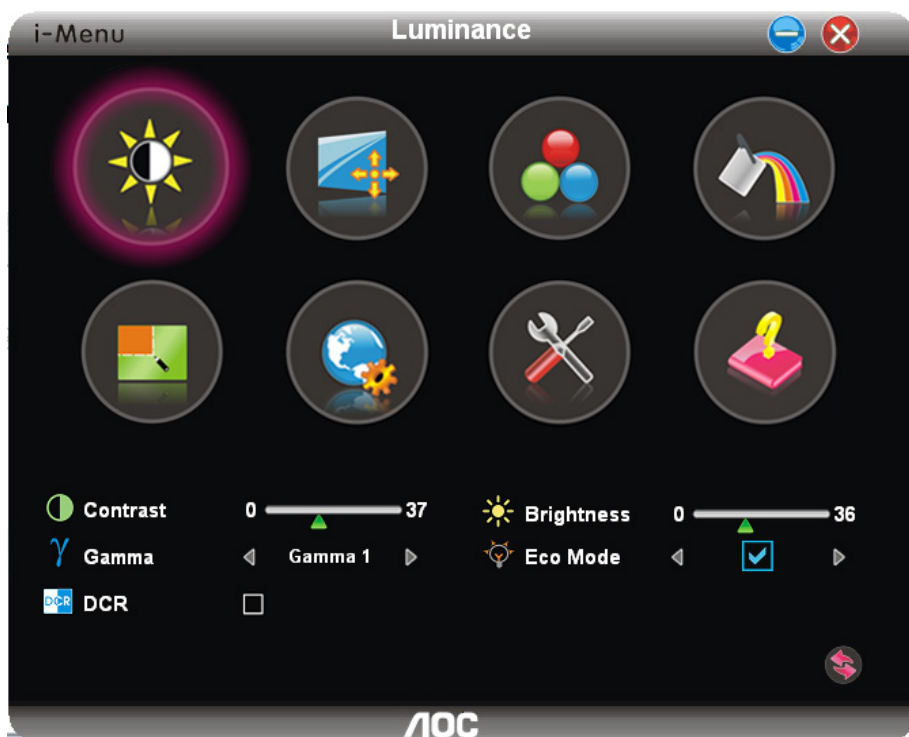 i-Menu
Luminance
Contrast 0 37
Brightness 0 36
γ Gamma Gamma 1
Eco Mode
DCR DCR
AOC